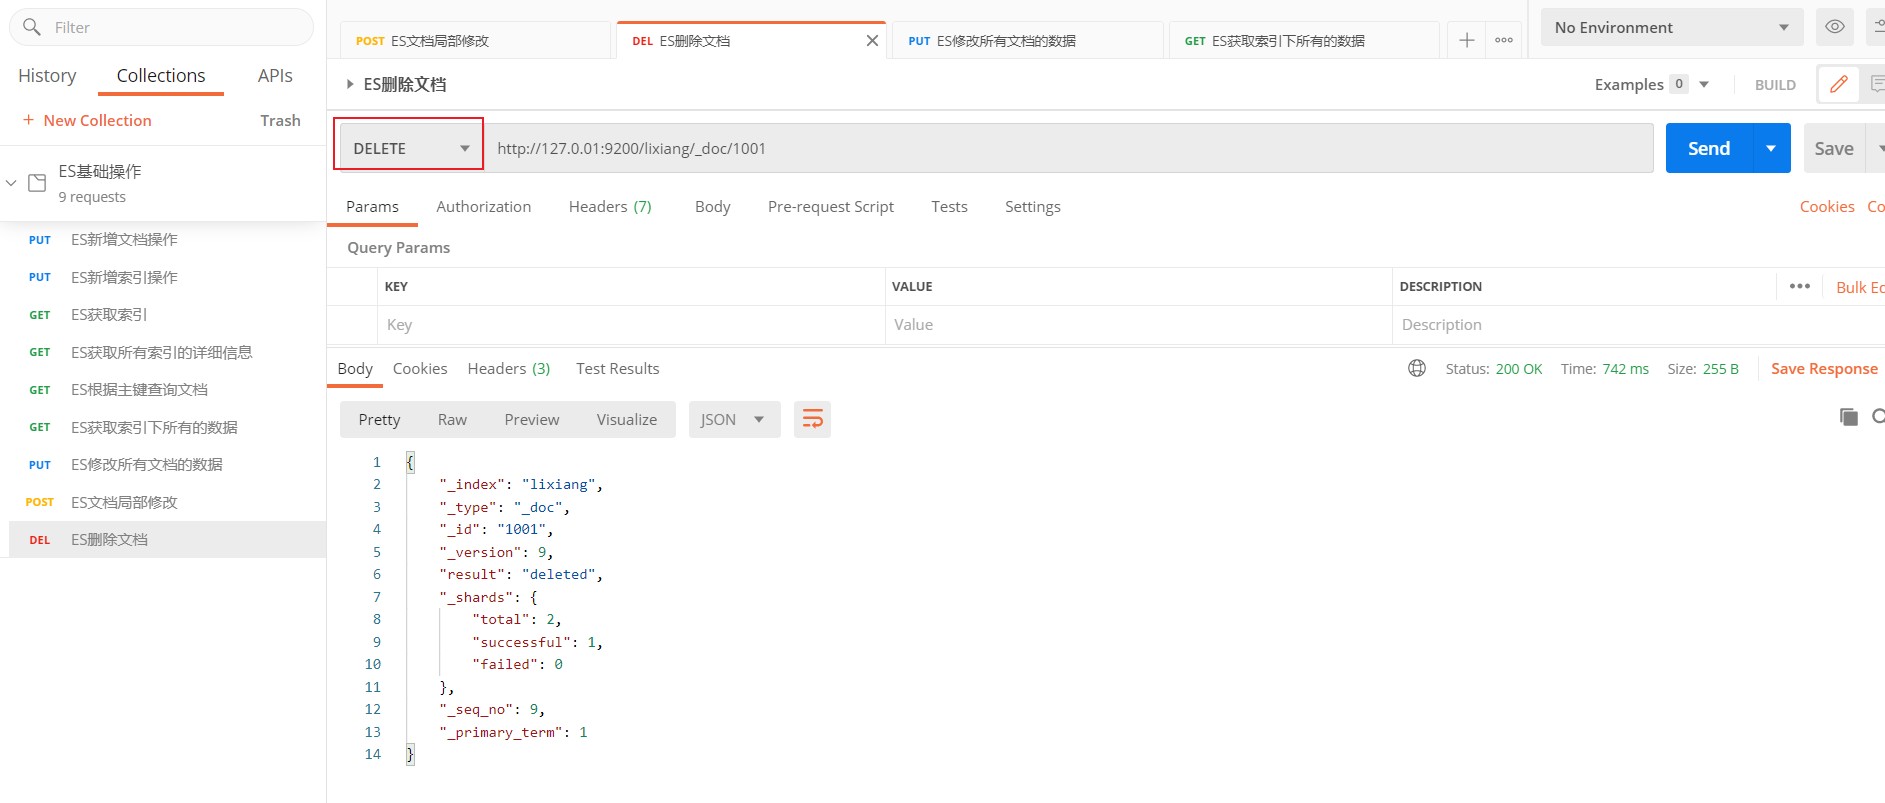 Filter
History Collections APIs
+ New Collection Trash
ES基础操作
9 requests
PUT ES新增文档操作
PUT ES新增索引操作
GET ES获取索引
GET ES获取所有索引的详细信息
GET ES根据主键查询文档
GET ES获取索引下所有的数据
PUT ES修改所有文档的数据
POST ES文档局部修改
DEL ES删除文档
POST ES文档局部修改 DEL ES删除文档 PUT ES修改所有文档的数据 GET ES获取索引下所有的数据
No Environment
ES删除文档 Examples 0 BUILD
DELETE http://127.0.01:9200/lixiang/_doc/1001 Send Save
Params Authorization Headers (7) Body Pre-request Script Tests Settings Cookies Co
Query Params
KEY VALUE DESCRIPTION Bulk Ed
Key Value Description
Body Cookies Headers (3) Test Results Status: 200 OK Time: 742 ms Size: 255 B Save Response
Pretty Raw Preview Visualize JSON
1 {
2 "_index": "lixiang",
3 "_type": "_doc",
4 "_id": "1001",
5 "_version": 9,
6 "result": "deleted",
7 "_shards": {
8 "total": 2,
9 "successful": 1,
10 "failed": 0
11 },
12 "_seq_no": 9,
13 "_primary_term": 1
14 }